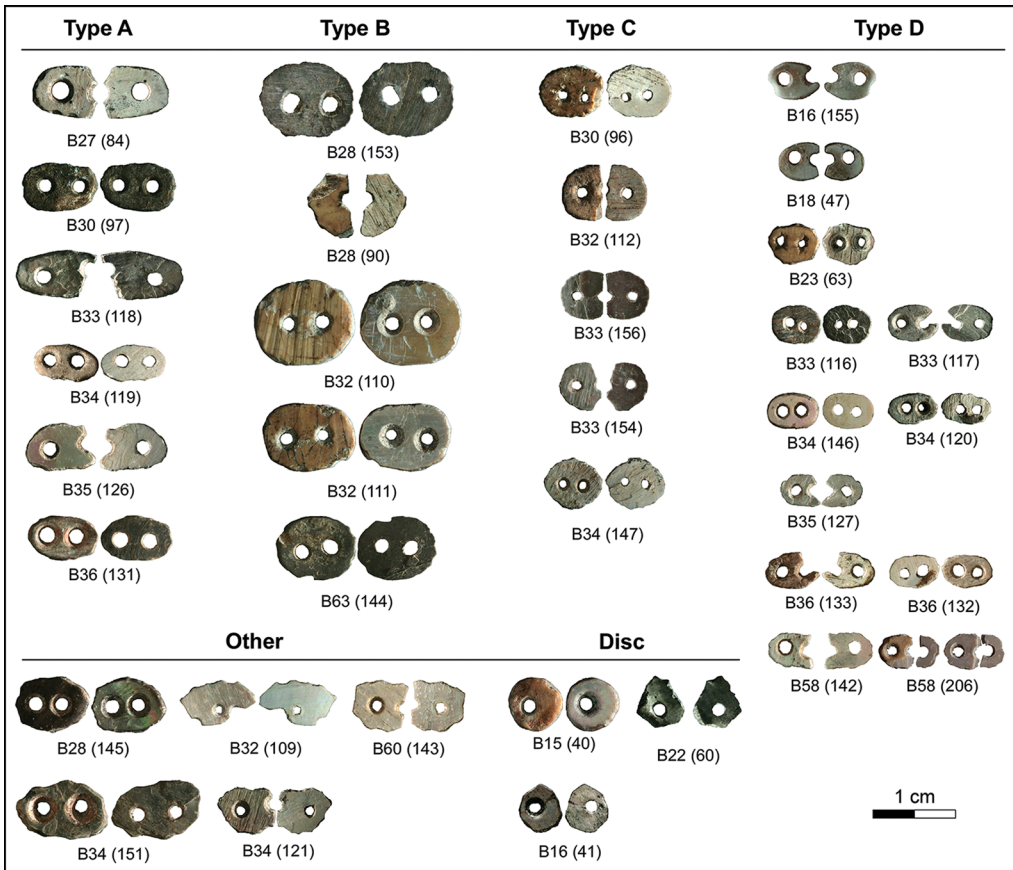 Type A
Type B
Type C
Type D
B27 (84)
B30 (97)
B33 (118)
B34 (119)
B35 (126)
B36 (131)
B28 (153)
B28 (90)
B32 (110)
B32 (111)
B63 (144)
B30 (96)
B32 (112)
B33 (156)
B33 (154)
B34 (147)
B16 (155)
B18 (47)
B23 (63)
B33 (116)
B33 (117)
B34 (146)
B34 (120)
B35 (127)
B36 (133)
B36 (132)
B58 (142)
B58 (206)
Other
B28 (145)
B32 (109)
B60 (143)
B34 (151)
B34 (121)
Disc
B15 (40)
B22 (60)
B16 (41)
1 cm